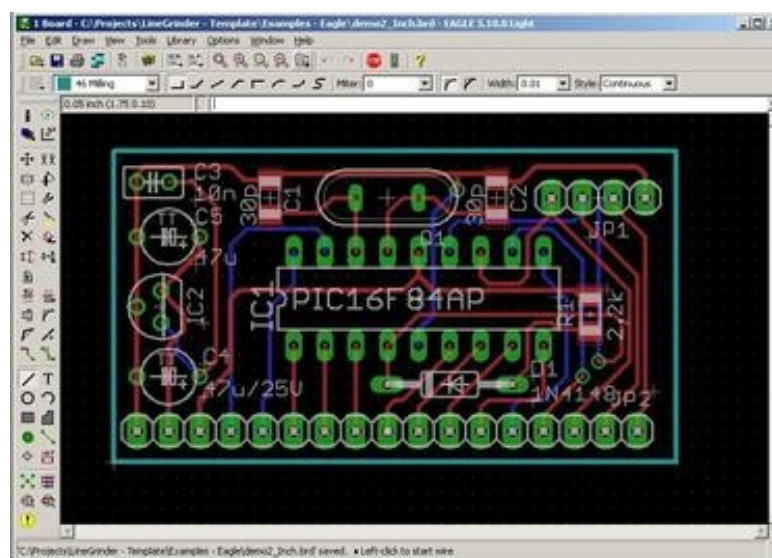 1 Board - C:\Projects\LineGrinder - Template\Examples - Eagle\demo2_Inch.brd - EAGLE 5.10.0 Light
File Edit Draw View Tools Library Options Window Help
46 Milling Miter: 0 Width: 0.01 Style: Continuous
0.05 inch (1.75 0.10)
C3
10n
C1
30p
C2
30p
Q1
JP1
47u
IC2
IC1
PIC16F84AP
R1
2,2k
C4
47u/25V
D1
1N4148
JP2
'C:/Projects/LineGrinder - Template/Examples - Eagle/demo2_Inch.brd' saved. Left-click to start wire